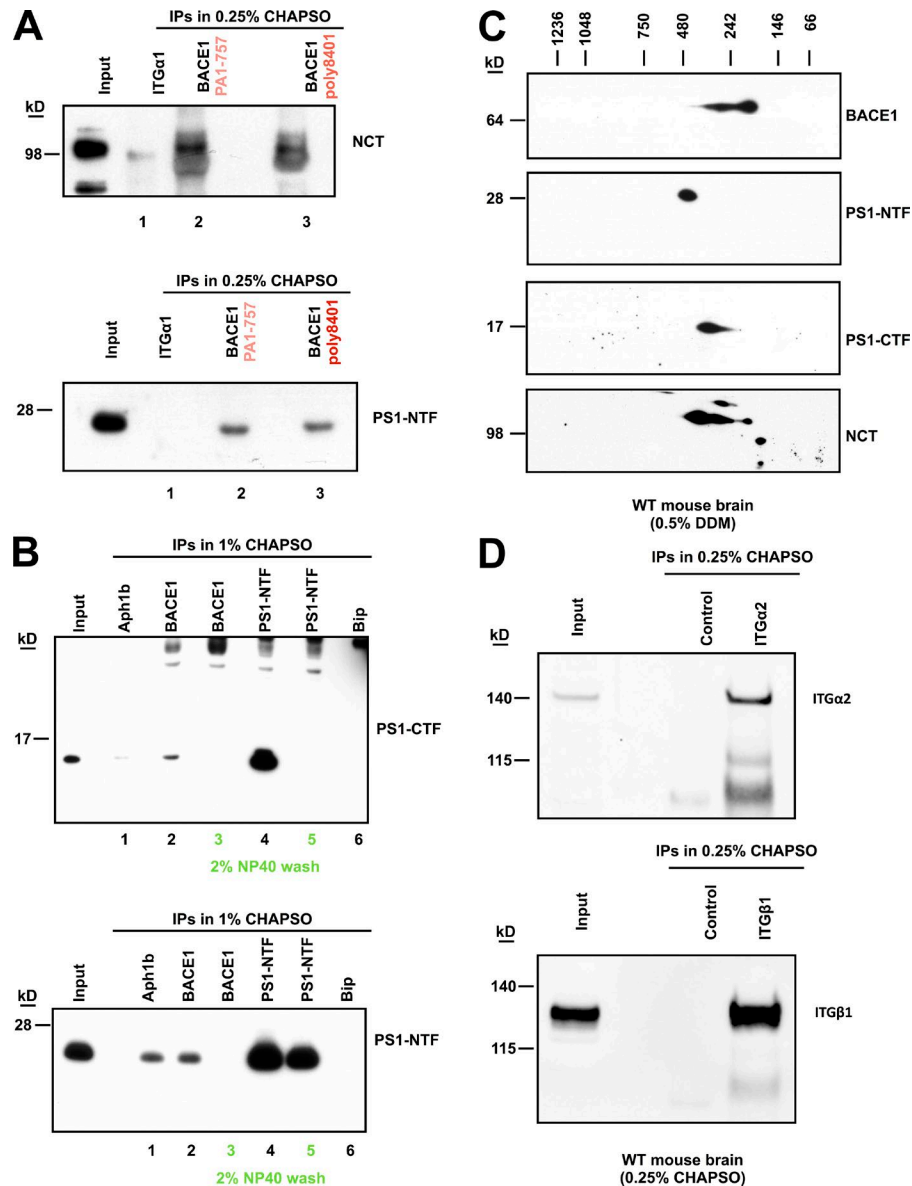 A
IPs in 0.25% CHAPSO
Input
ITGα1
BACE1
PA1-757
BACE1
poly8401
kD
98
NCT
1 2 3
IPs in 0.25% CHAPSO
Input
ITGα1
BACE1
PA1-757
BACE1
poly8401
28
PS1-NTF
1 2 3
B
IPs in 1% CHAPSO
Input
Aph1b
BACE1
BACE1
PS1-NTF
PS1-NTF
Bip
kD
17
PS1-CTF
1 2 3 4 5 6
2% NP40 wash
IPs in 1% CHAPSO
Input
Aph1b
BACE1
BACE1
PS1-NTF
PS1-NTF
Bip
kD
28
PS1-NTF
1 2 3 4 5 6
2% NP40 wash
C
1236
1048
750
480
242
146
66
kD
64
BACE1
28
PS1-NTF
17
PS1-CTF
98
NCT
WT mouse brain
(0.5% DDM)
D
IPs in 0.25% CHAPSO
Input
Control
ITGα2
kD
140
115
ITGα2
IPs in 0.25% CHAPSO
Input
Control
ITGβ1
kD
140
115
ITGβ1
WT mouse brain
(0.25% CHAPSO)